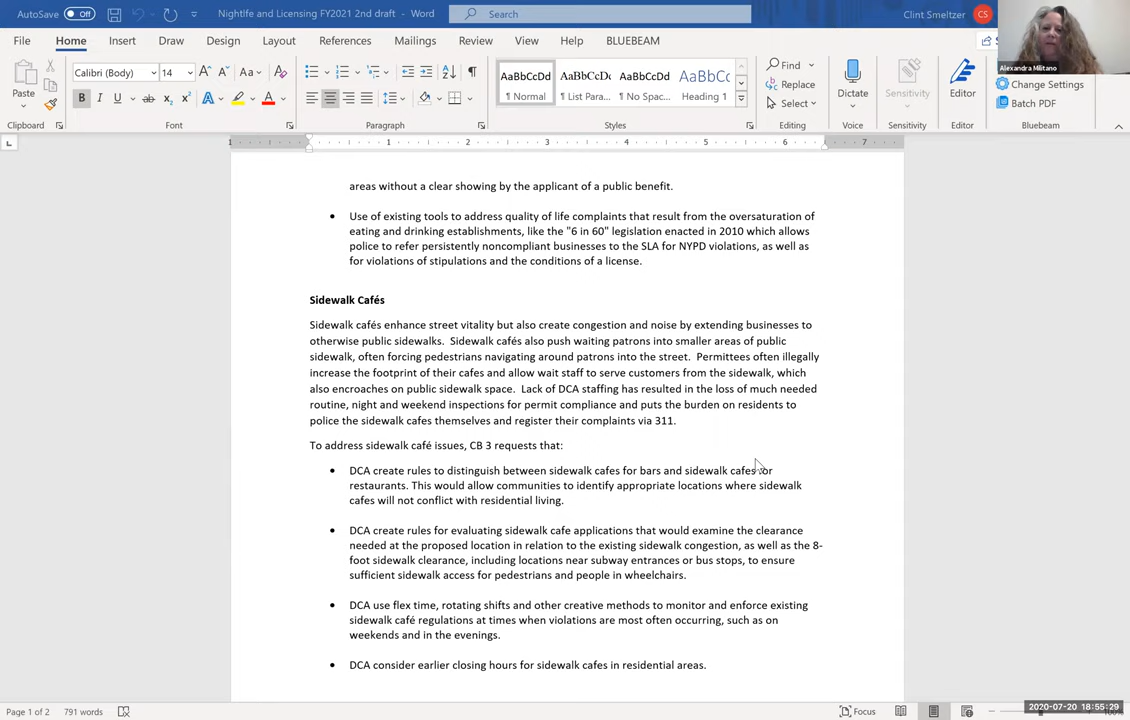 AutoSave Off Nightlfe and Licensing FY2021 2nd draft - Word Search Clint Smeltzer CS
File Home Insert Draw Design Layout References Mailings Review View Help BLUEBEAM
Alexandra Militano
Paste Calibri (Body) 14 Aa AaBbCcDd AaBbCcDc AaBbCcDd AaBbCc Find Dictate Sensitivity Editor Change Settings
B I U ab x₂ x² A A ¶ Normal ¶ List Para... ¶ No Spac... Heading 1 Replace Batch PDF
Select
Clipboard Font Paragraph Styles Editing Voice Sensitivity Editor Bluebeam
1 1 2 3 4 5 6 7
areas without a clear showing by the applicant of a public benefit.
• Use of existing tools to address quality of life complaints that result from the oversaturation of
eating and drinking establishments, like the "6 in 60" legislation enacted in 2010 which allows
police to refer persistently noncompliant businesses to the SLA for NYPD violations, as well as
for violations of stipulations and the conditions of a license.
Sidewalk Cafés
Sidewalk cafés enhance street vitality but also create congestion and noise by extending businesses to
otherwise public sidewalks. Sidewalk cafés also push waiting patrons into smaller areas of public
sidewalk, often forcing pedestrians navigating around patrons into the street. Permittees often illegally
increase the footprint of their cafes and allow wait staff to serve customers from the sidewalk, which
also encroaches on public sidewalk space. Lack of DCA staffing has resulted in the loss of much needed
routine, night and weekend inspections for permit compliance and puts the burden on residents to
police the sidewalk cafes themselves and register their complaints via 311.
To address sidewalk café issues, CB 3 requests that:
• DCA create rules to distinguish between sidewalk cafes for bars and sidewalk cafes for
restaurants. This would allow communities to identify appropriate locations where sidewalk
cafes will not conflict with residential living.
• DCA create rules for evaluating sidewalk cafe applications that would examine the clearance
needed at the proposed location in relation to the existing sidewalk congestion, as well as the 8-
foot sidewalk clearance, including locations near subway entrances or bus stops, to ensure
sufficient sidewalk access for pedestrians and people in wheelchairs.
• DCA use flex time, rotating shifts and other creative methods to monitor and enforce existing
sidewalk café regulations at times when violations are most often occurring, such as on
weekends and in the evenings.
• DCA consider earlier closing hours for sidewalk cafes in residential areas.
Page 1 of 2 791 words Focus 2020-07-20 18:55:29